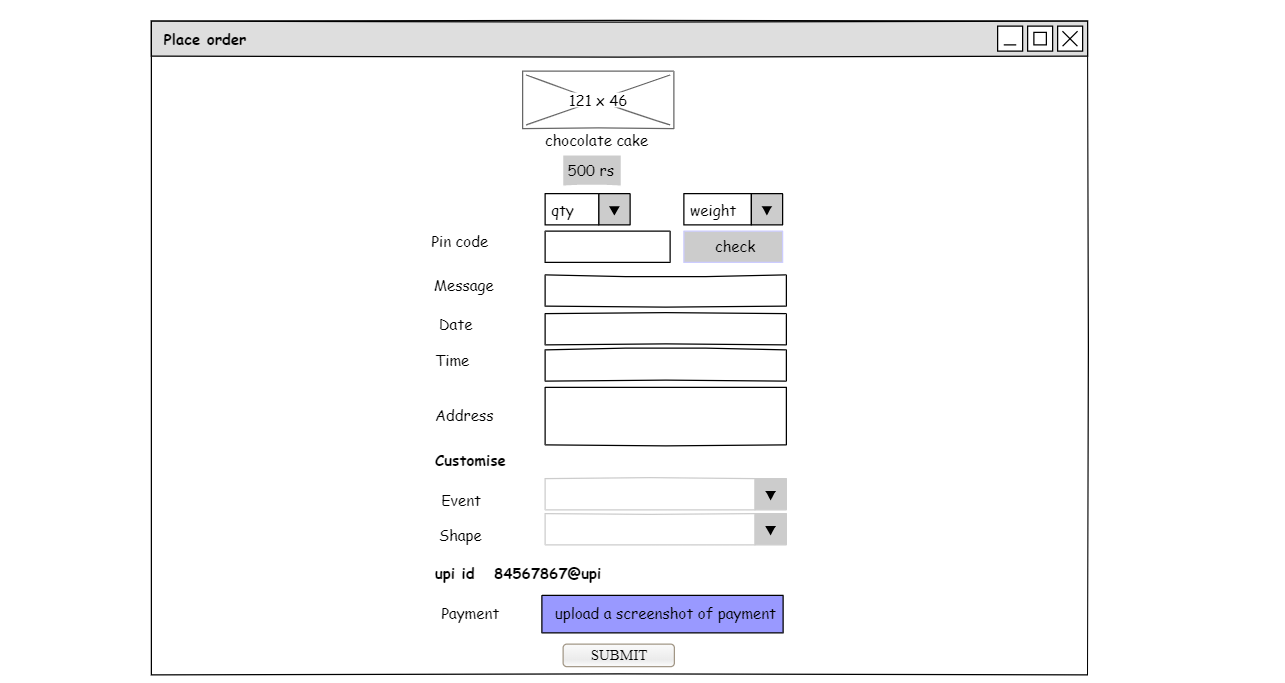 Place order
121 x 46
chocolate cake
500 rs
qty ▼ weight ▼
Pin code check
Message
Date
Time
Address
Customise
Event ▼
Shape ▼
upi id 84567867@upi
Payment upload a screenshot of payment
SUBMIT